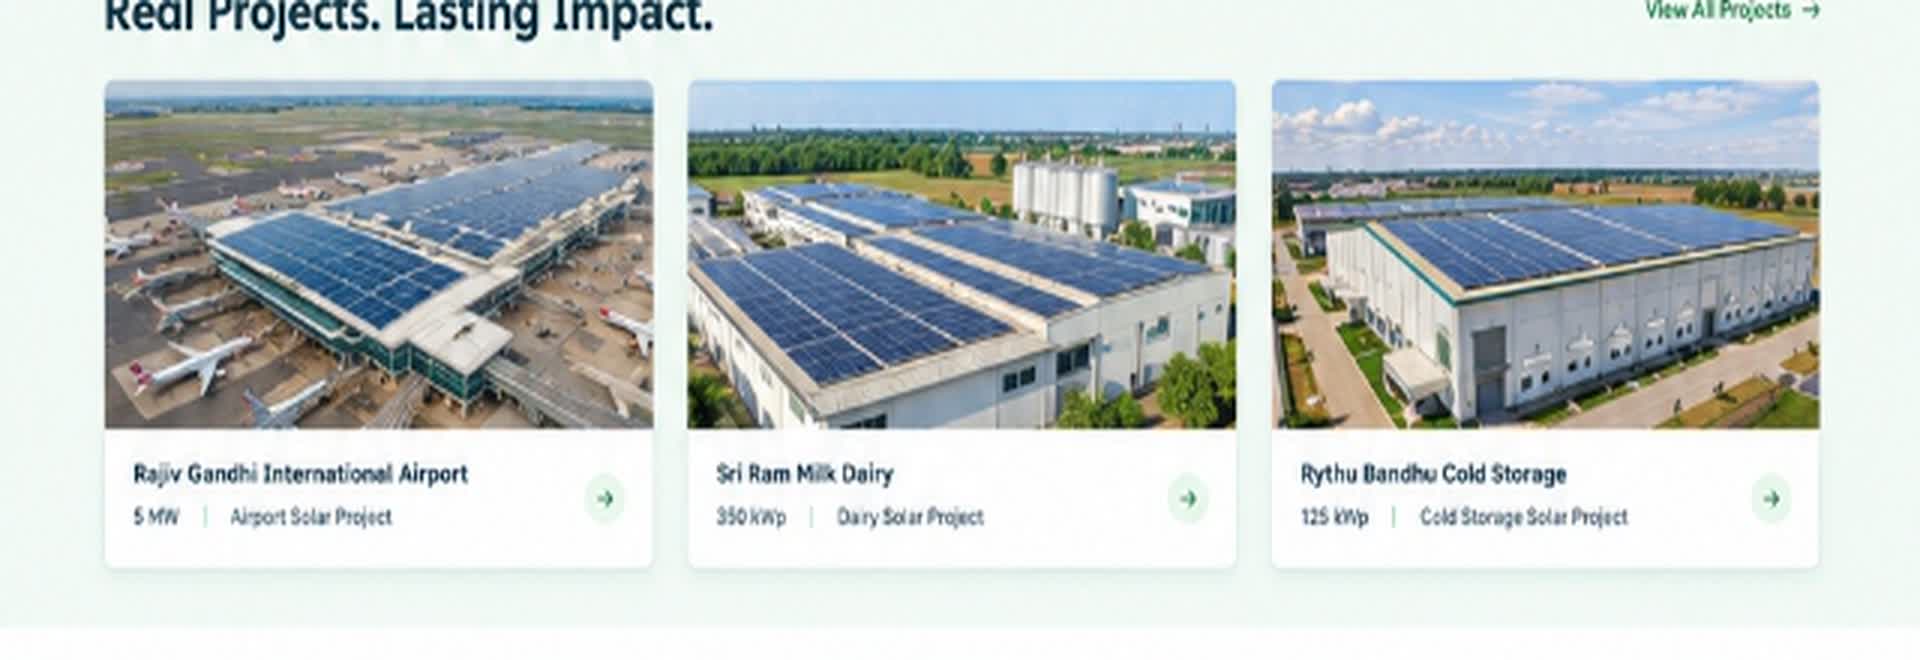 Real Projects. Lasting Impact.
View All Projects →
Rajiv Gandhi International Airport
5 MW | Airport Solar Project
→
Sri Ram Milk Dairy
350 kWp | Dairy Solar Project
→
Rythu Bandhu Cold Storage
125 kWp | Cold Storage Solar Project
→